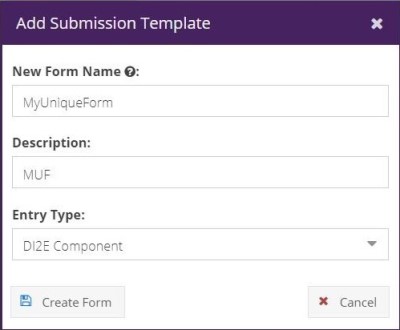 Add Submission Template
New Form Name ?:
MyUniqueForm
Description:
MUF
Entry Type:
DI2E Component
Create Form
Cancel